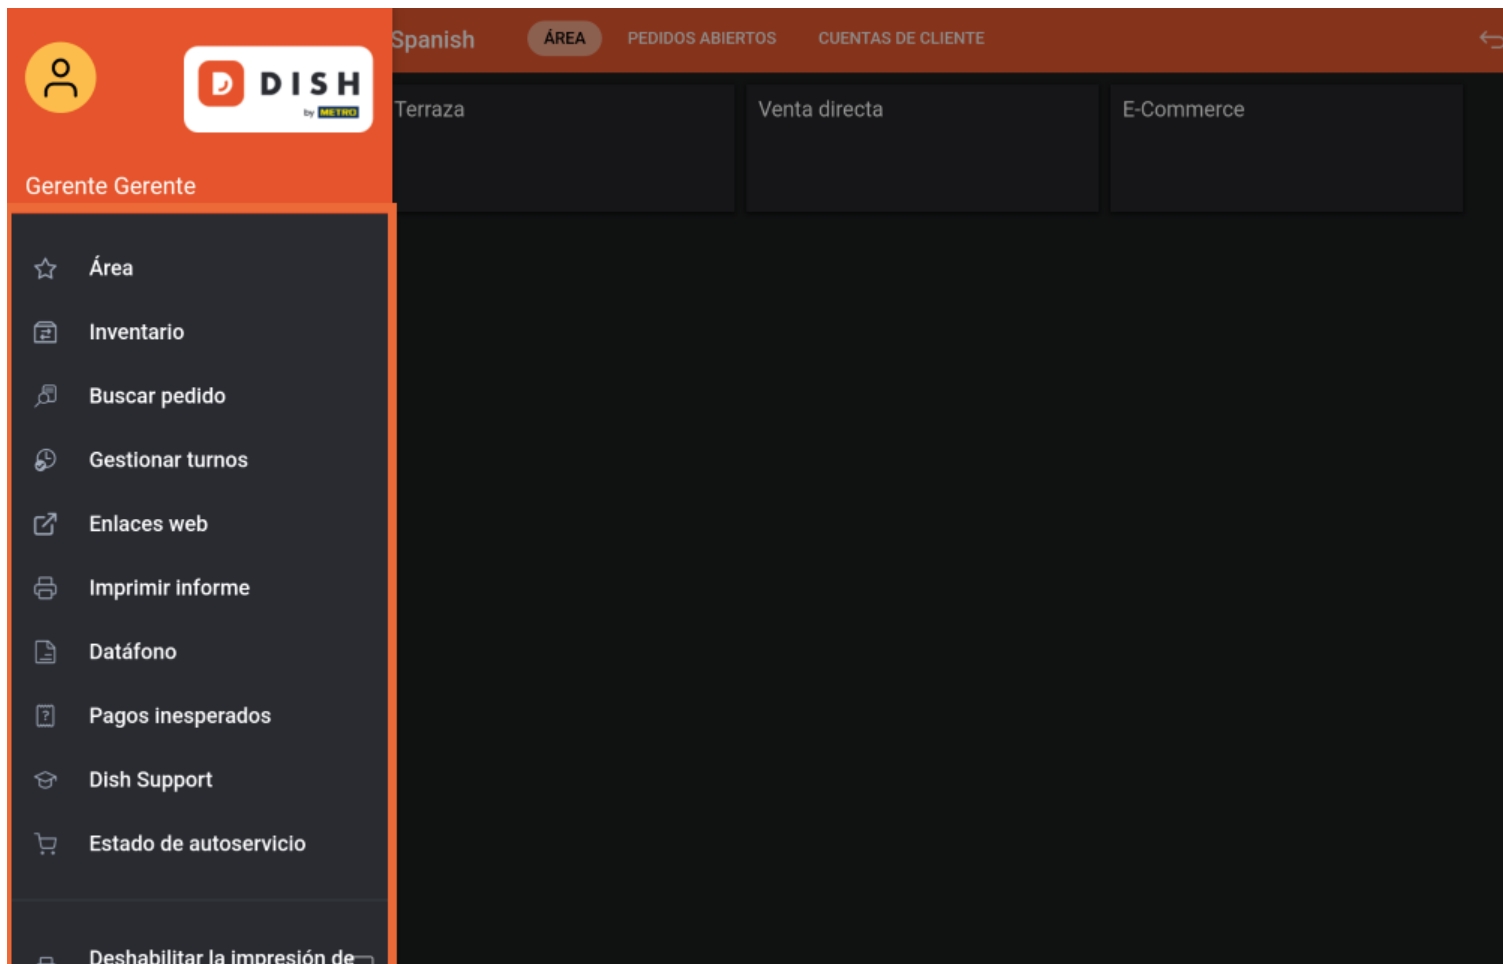 DISH
by METRO
Gerente Gerente
Área
Inventario
Buscar pedido
Gestionar turnos
Enlaces web
Imprimir informe
Datáfono
Pagos inesperados
Dish Support
Estado de autoservicio
Deshabilitar la impresión de
Spanish
ÁREA
PEDIDOS ABIERTOS
CUENTAS DE CLIENTE
Terraza
Venta directa
E-Commerce